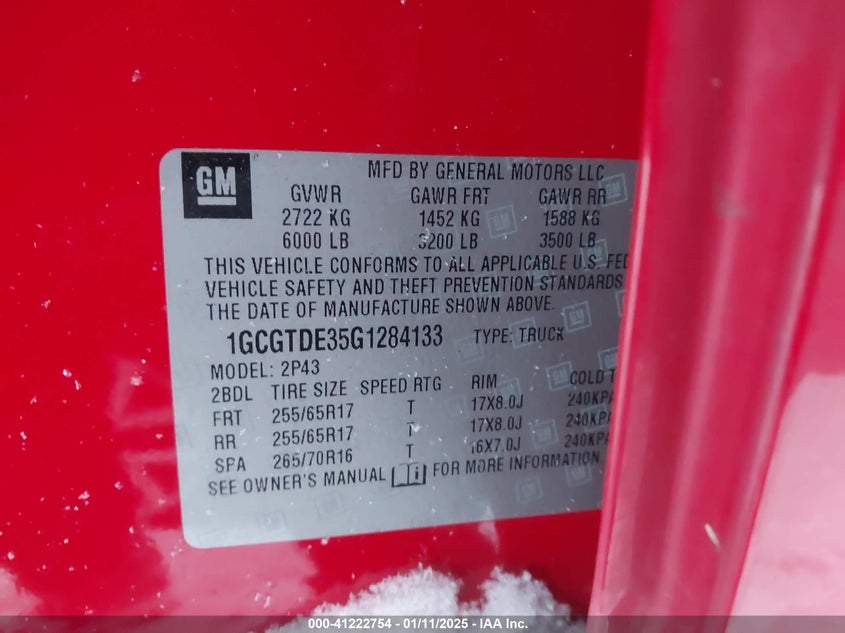 GM
MFD BY GENERAL MOTORS LLC
GVWR GAWR FRT GAWR RR
2722 KG 1452 KG 1588 KG
6000 LB 3200 LB 3500 LB
THIS VEHICLE CONFORMS TO ALL APPLICABLE U.S. FED
VEHICLE SAFETY AND THEFT PREVENTION STANDARDS
THE DATE OF MANUFACTURE SHOWN ABOVE.
1GCGTDE35G1284133 TYPE: TRUCK
MODEL: 2P43
2BDL TIRE SIZE SPEED RTG RIM COLD T
FRT 255/65R17 T 17X8.0J 240KPA
RR 255/65R17 T 17X8.0J 240KPA
SPA 265/70R16 T 16X7.0J 240KPA
SEE OWNER'S MANUAL FOR MORE INFORMATION.
000-41222754 - 01/11/2025 - IAA Inc.